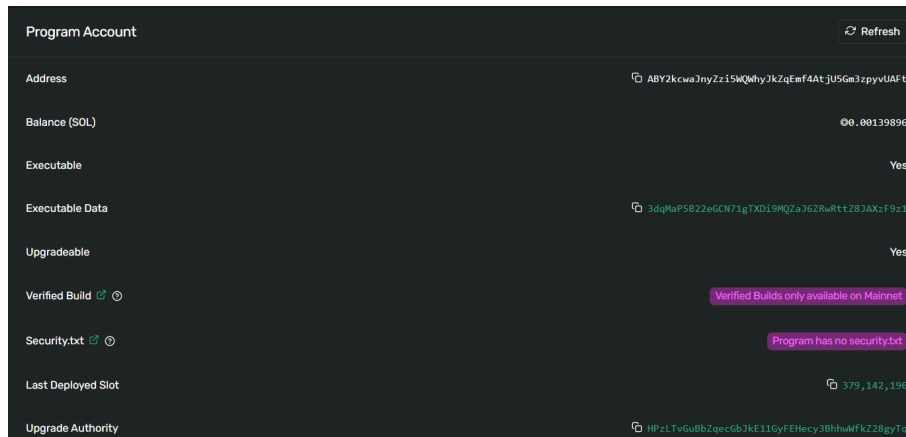 Program Account
Refresh
Address
ABY2kcwaJnyZzi5WQWhyJkZqEmf4AtjU5Gm3zpyvUAFt
Balance (SOL)
◎0.00139896
Executable
Yes
Executable Data
3dqMaP5B22eGCN71gTXDi9MQZaJ6ZRwRttZ8JAXzF9z1
Upgradeable
Yes
Verified Build
Verified Builds only available on Mainnet
Security.txt
Program has no security.txt
Last Deployed Slot
379,142,196
Upgrade Authority
HPzLTvGuBbZqecGbJkE11GyFEHecy3BhhwWfkZ28gyTq